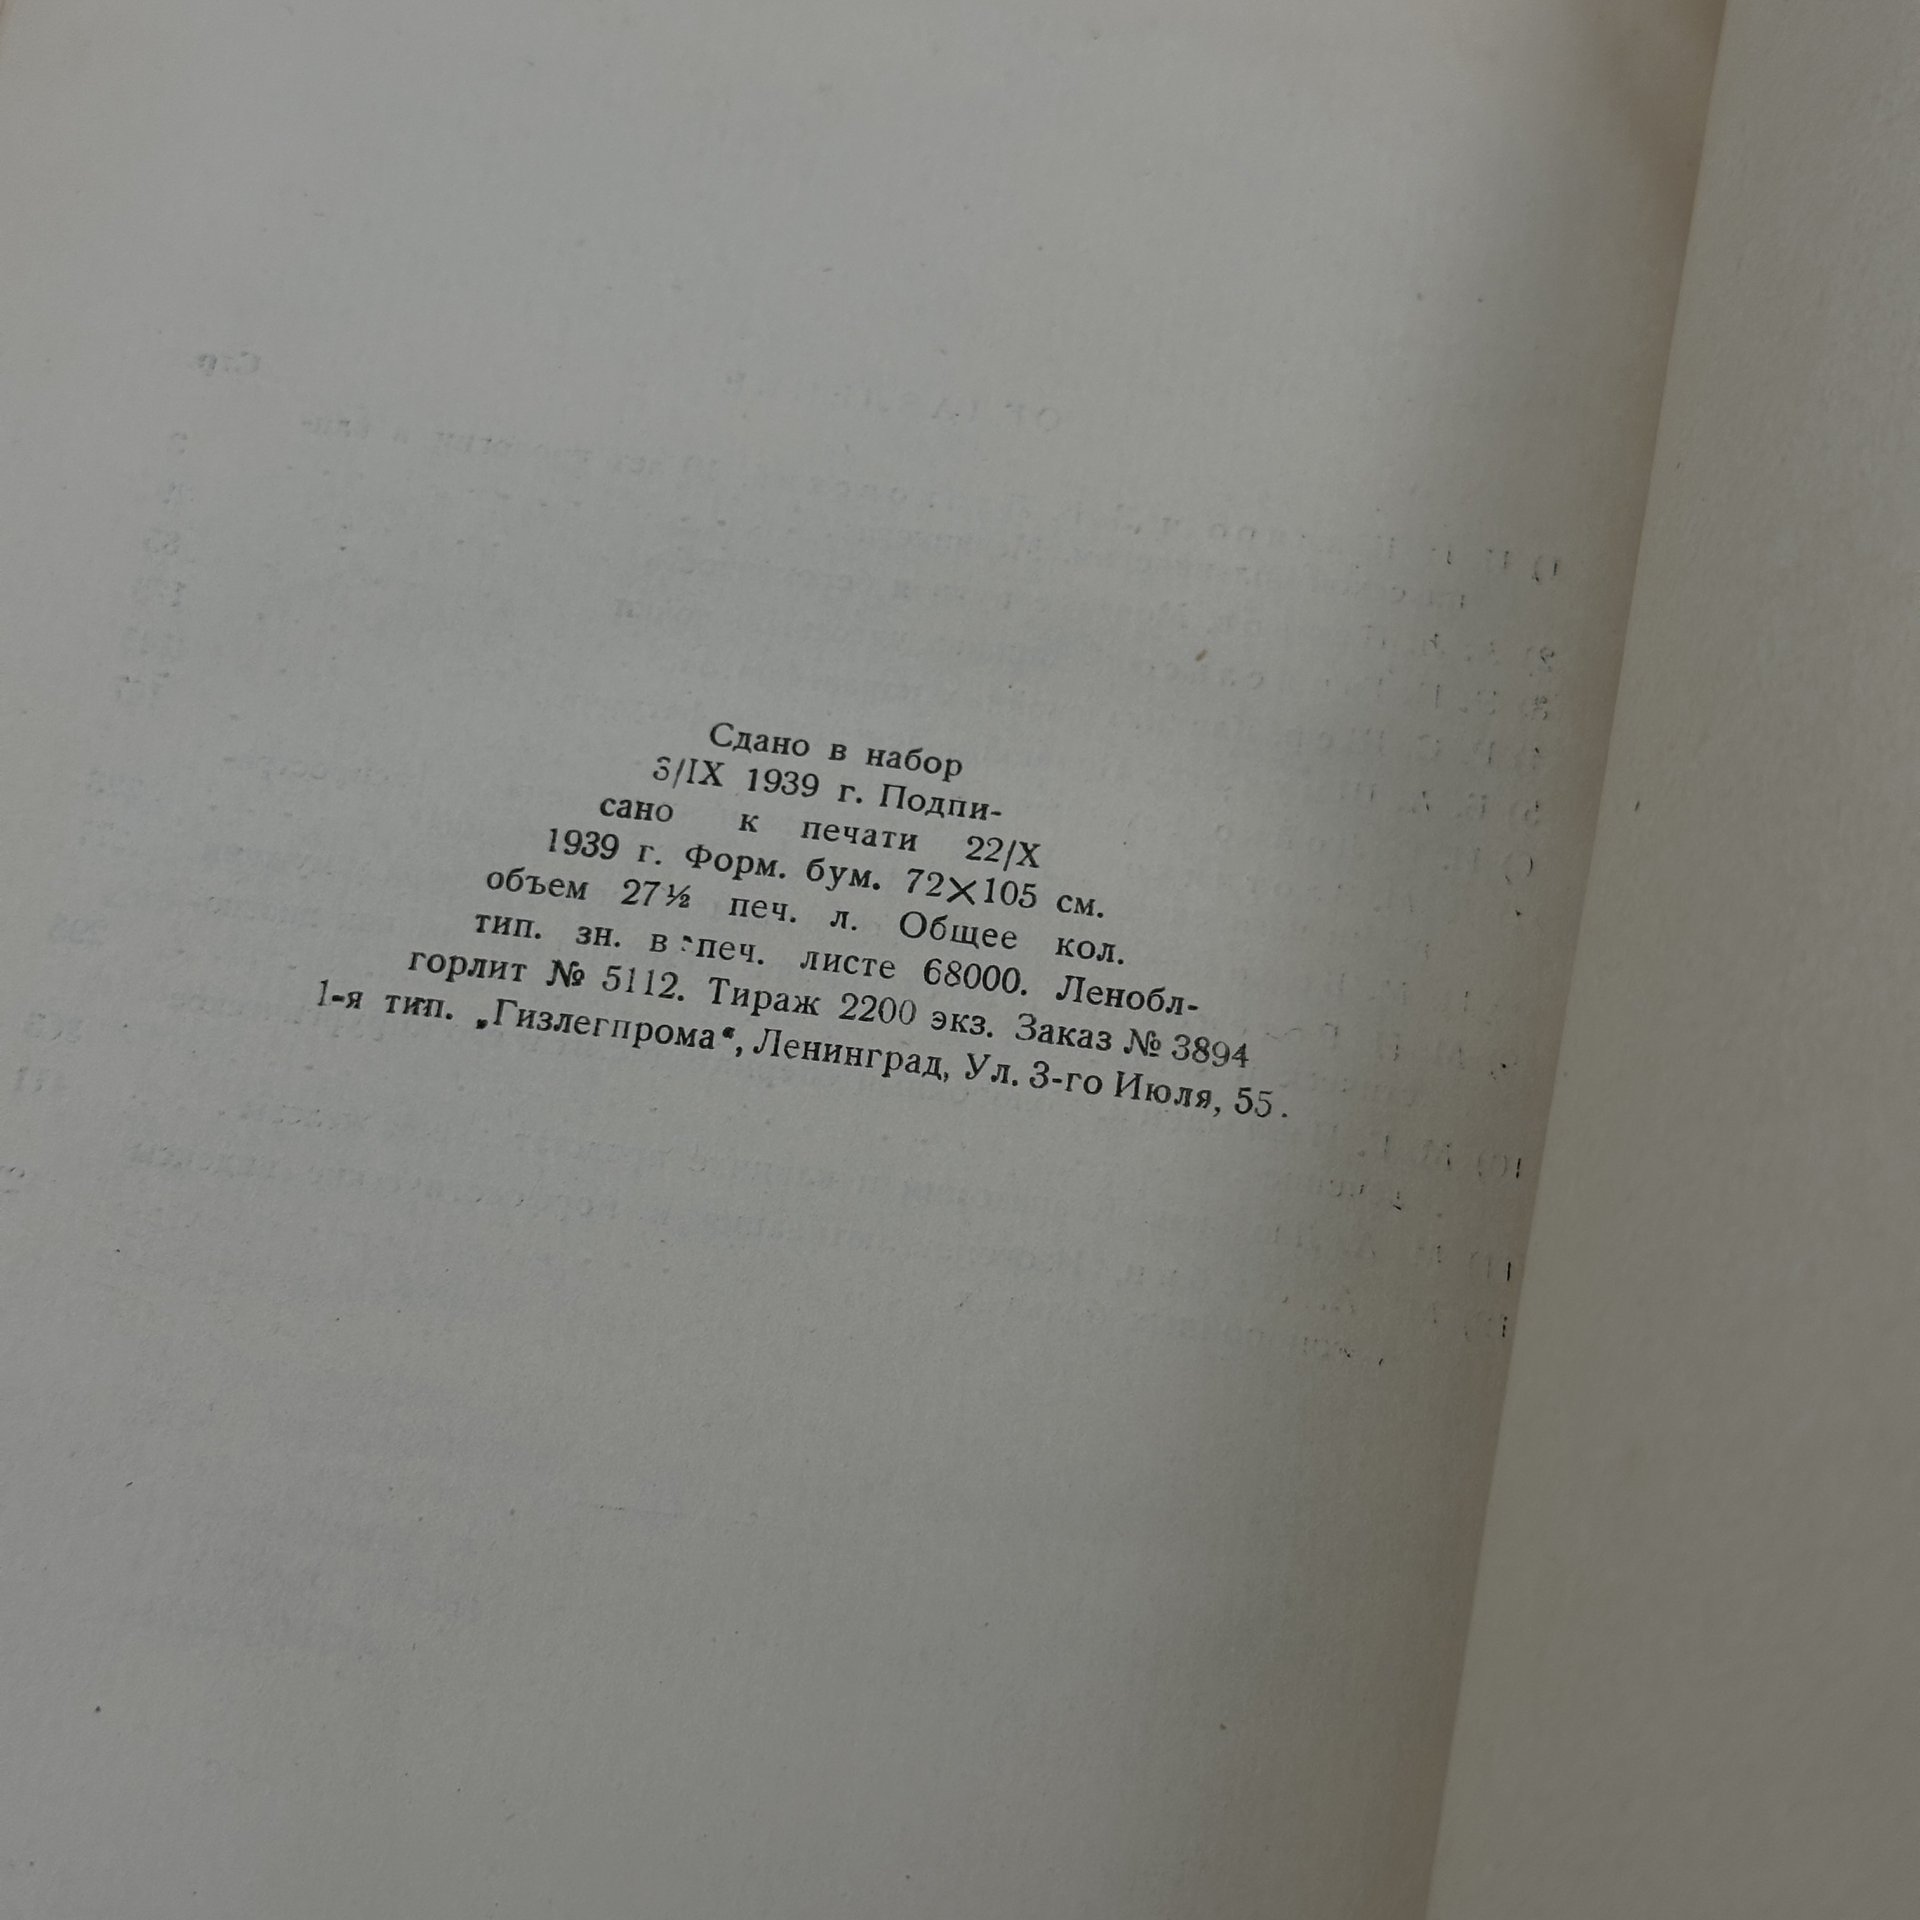 Сдано в набор
3/IX 1939 г. Подпи-
сано к печати 22/X
1939 г. Форм. бум. 72×105 см.
объем 27½ печ. л. Общее кол.
тип. зн. в печ. листе 68000. Ленобл-
горлит № 5112. Тираж 2200 экз. Заказ № 3894
1-я тип. „Гизлегпрома“, Ленинград, Ул. 3-го Июля, 55.